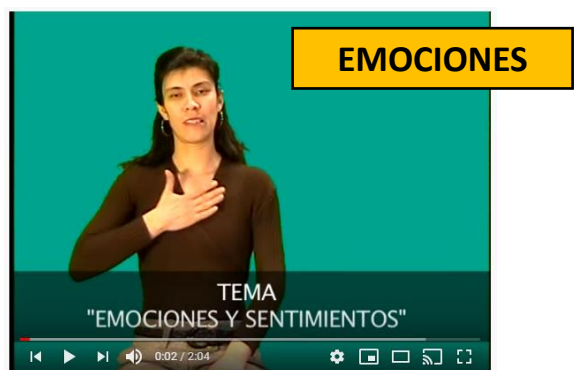 EMOCIONES
TEMA
"EMOCIONES Y SENTIMIENTOS"
0:02 / 2:04